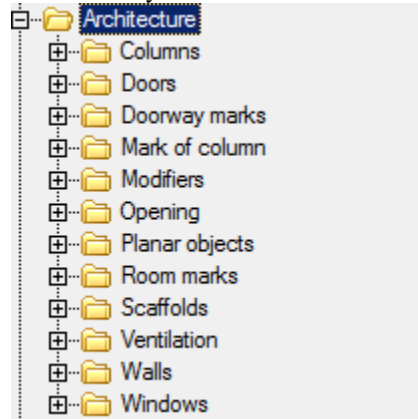 Architecture
Columns
Doors
Doorway marks
Mark of column
Modifiers
Opening
Planar objects
Room marks
Scaffolds
Ventilation
Walls
Windows